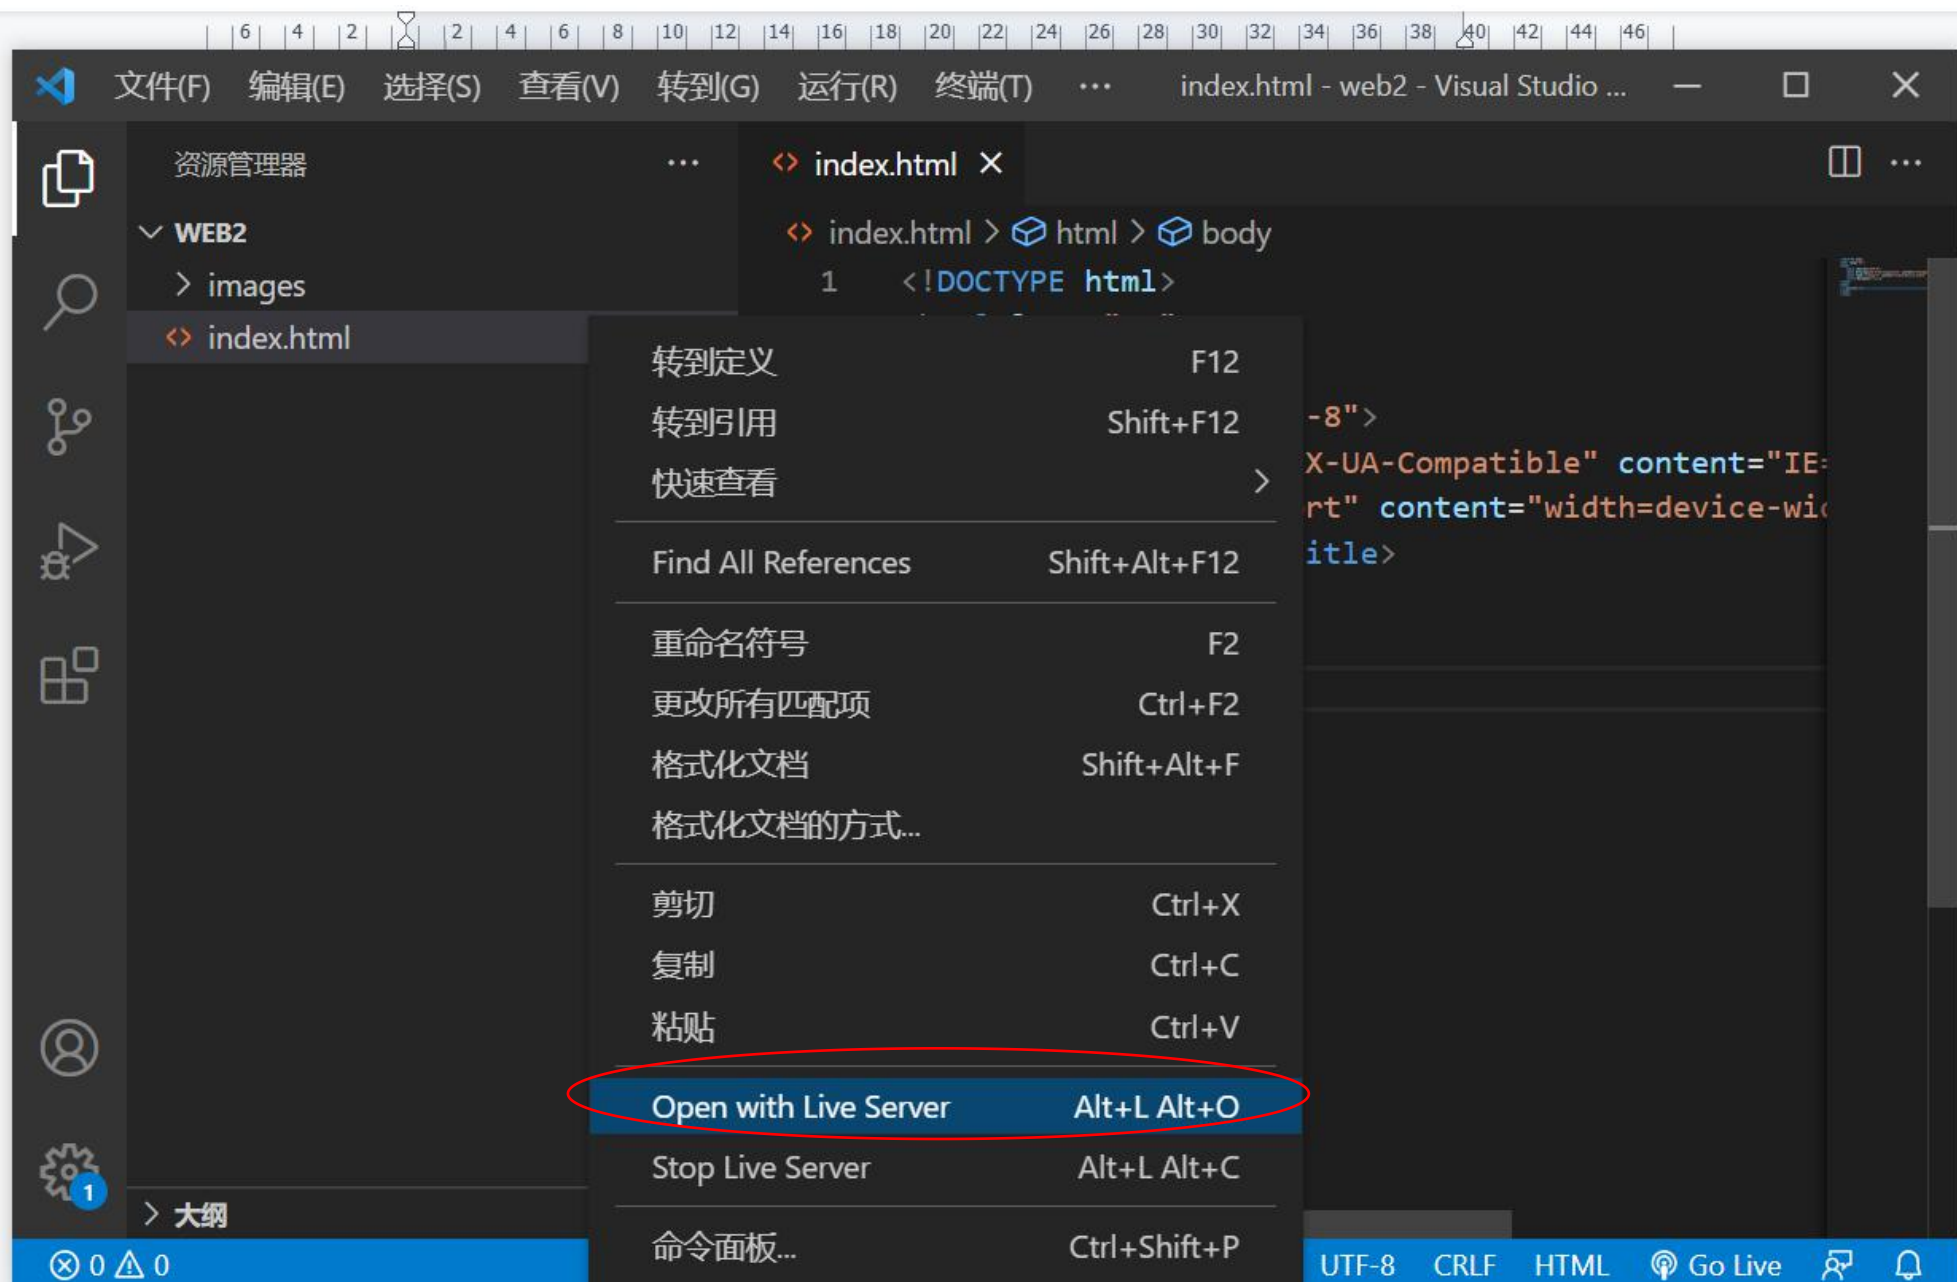 6 4 2 2 4 6 8 10 12 14 16 18 20 22 24 26 28 30 32 34 36 38 40 42 44 46
文件(F) 编辑(E) 选择(S) 查看(V) 转到(G) 运行(R) 终端(T) ··· index.html - web2 - Visual Studio ...
资源管理器 ···
index.html
WEB2
images
index.html
index.html > html > body
1 <!DOCTYPE html>
-8">
X-UA-Compatible" content="IE=
rt" content="width=device-wid
itle>
转到定义 F12
转到引用 Shift+F12
快速查看
Find All References Shift+Alt+F12
重命名符号 F2
更改所有匹配项 Ctrl+F2
格式化文档 Shift+Alt+F
格式化文档的方式...
剪切 Ctrl+X
复制 Ctrl+C
粘贴 Ctrl+V
Open with Live Server Alt+L Alt+O
Stop Live Server Alt+L Alt+C
命令面板... Ctrl+Shift+P
1
大纲
0 0 UTF-8 CRLF HTML Go Live